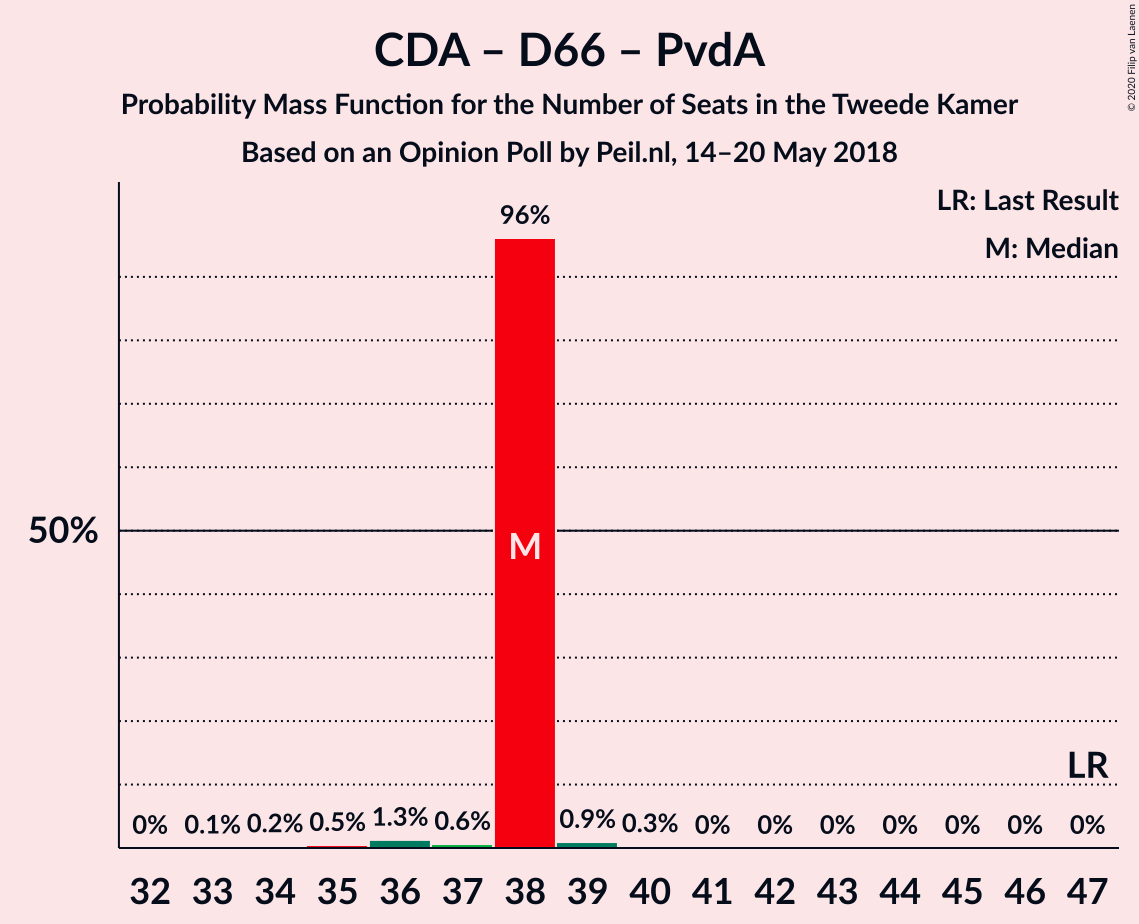 CDA – D66 – PvdA
Probability Mass Function for the Number of Seats in the Tweede Kamer
Based on an Opinion Poll by Peil.nl, 14–20 May 2018
© 2020 Filip van Laenen
LR: Last Result
M: Median
96%
50%
M
LR
0% 0.1% 0.2% 0.5% 1.3% 0.6% 0.9% 0.3% 0% 0% 0% 0% 0% 0% 0%
32 33 34 35 36 37 38 39 40 41 42 43 44 45 46 47